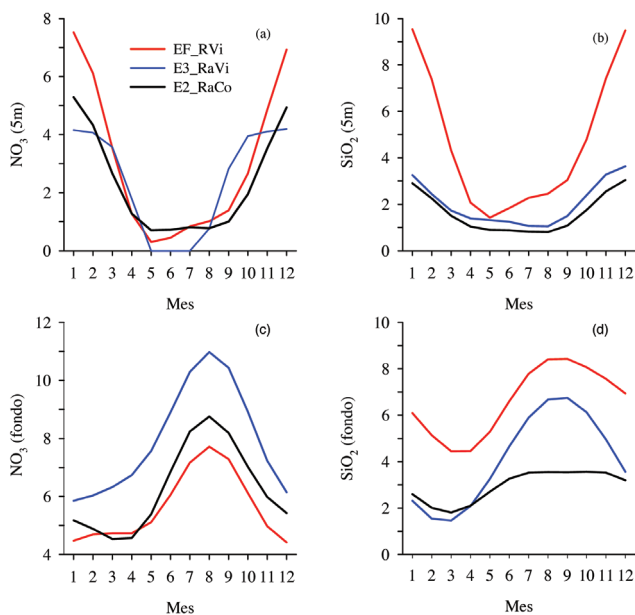 (a)
EF_RVi
E3_RaVi
E2_RaCo
NO3 (5m)
8
6
4
2
0
1 2 3 4 5 6 7 8 9 10 11 12
Mes
(b)
SiO2 (5m)
10
8
6
4
2
0
1 2 3 4 5 6 7 8 9 10 11 12
Mes
(c)
NO3 (fondo)
12
10
8
6
4
1 2 3 4 5 6 7 8 9 10 11 12
Mes
(d)
SiO2 (fondo)
10
8
6
4
2
0
1 2 3 4 5 6 7 8 9 10 11 12
Mes